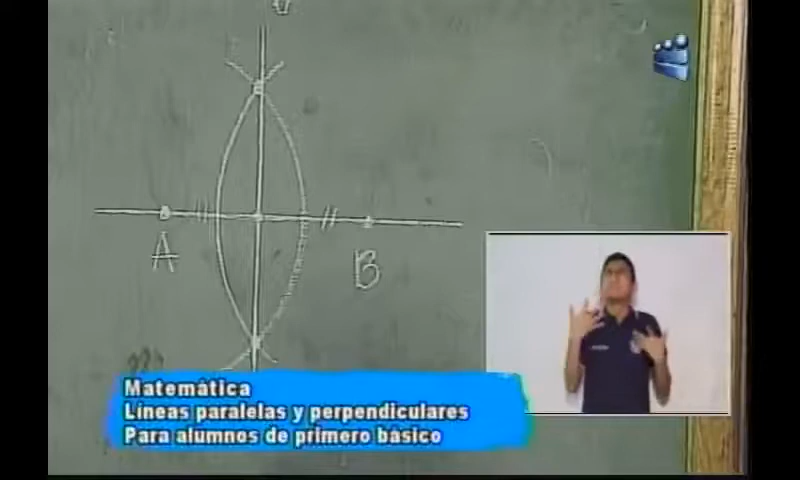 A
B
Matemática
Líneas paralelas y perpendiculares
Para alumnos de primero básico